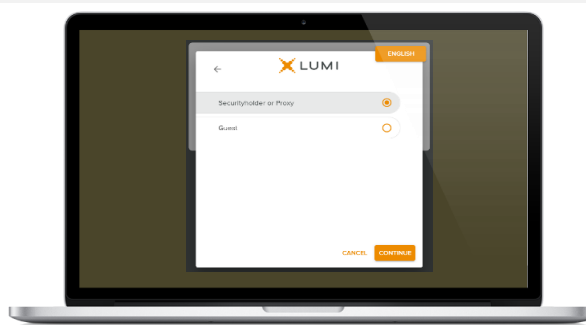 ENGLISH
LUMI
Securityholder or Proxy
Guest
CANCEL
CONTINUE